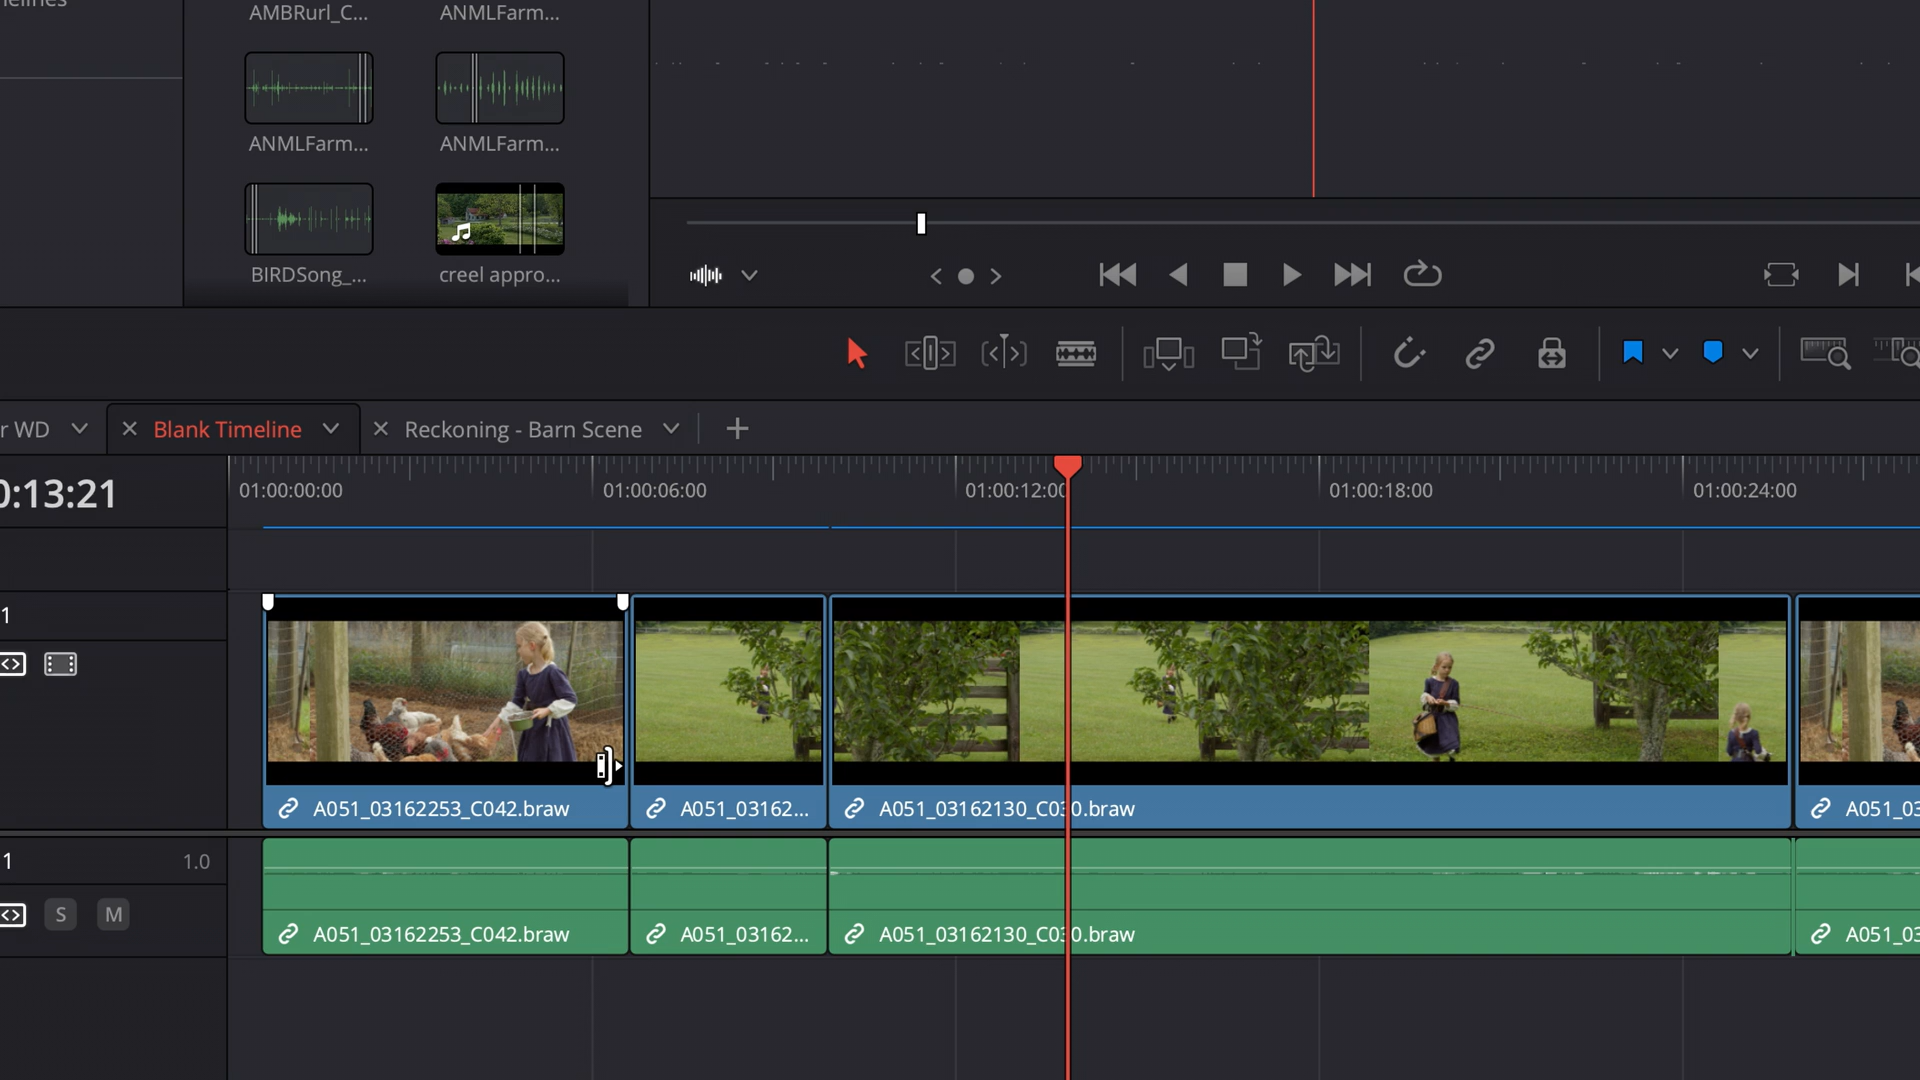 AMBRurl_C...
ANMLFarm...
ANMLFarm...
ANMLFarm...
BIRDSong_...
creel appro...
r WD
Blank Timeline
Reckoning - Barn Scene
0:13:21
01:00:00:00
01:00:06:00
01:00:12:00
01:00:18:00
01:00:24:00
1
A051_03162253_C042.braw
A051_03162...
A051_03162130_C030.braw
A051_03
1
1.0
S
M
A051_03162253_C042.braw
A051_03162...
A051_03162130_C030.braw
A051_03